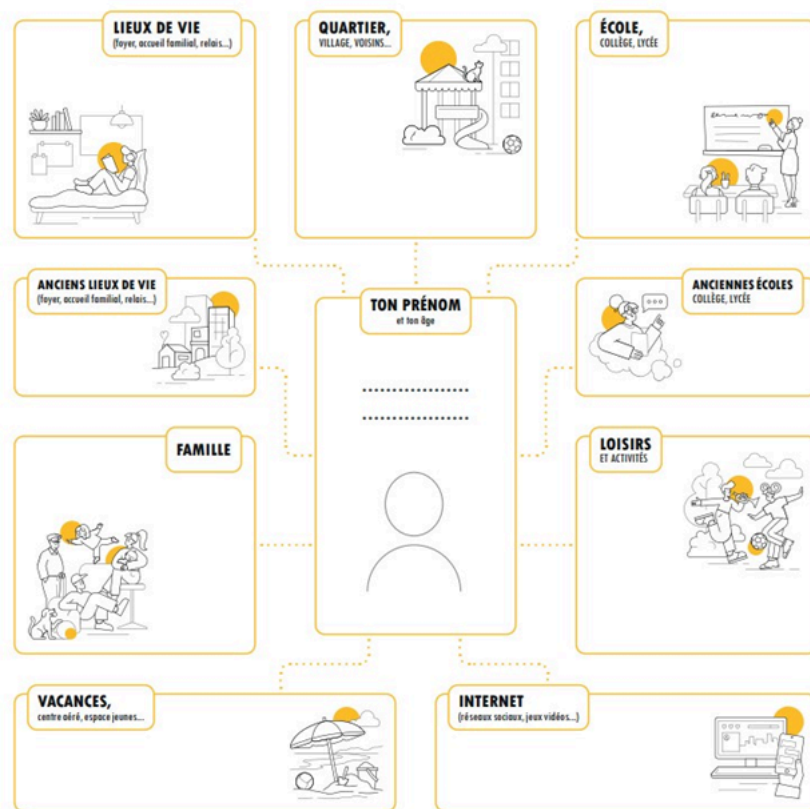 LIEUX DE VIE
(foyer, accueil familial, relais...)
QUARTIER,
VILLAGE, VOISINS...
ÉCOLE,
COLLÈGE, LYCÉE
ANCIENS LIEUX DE VIE
(foyer, accueil familial, relais...)
TON PRÉNOM
et ton âge
ANCIENNES ÉCOLES
COLLÈGE, LYCÉE
FAMILLE
LOISIRS
ET ACTIVITÉS
VACANCES,
centre aéré, espace jeunes...
INTERNET
(réseaux sociaux, jeux vidéos...)